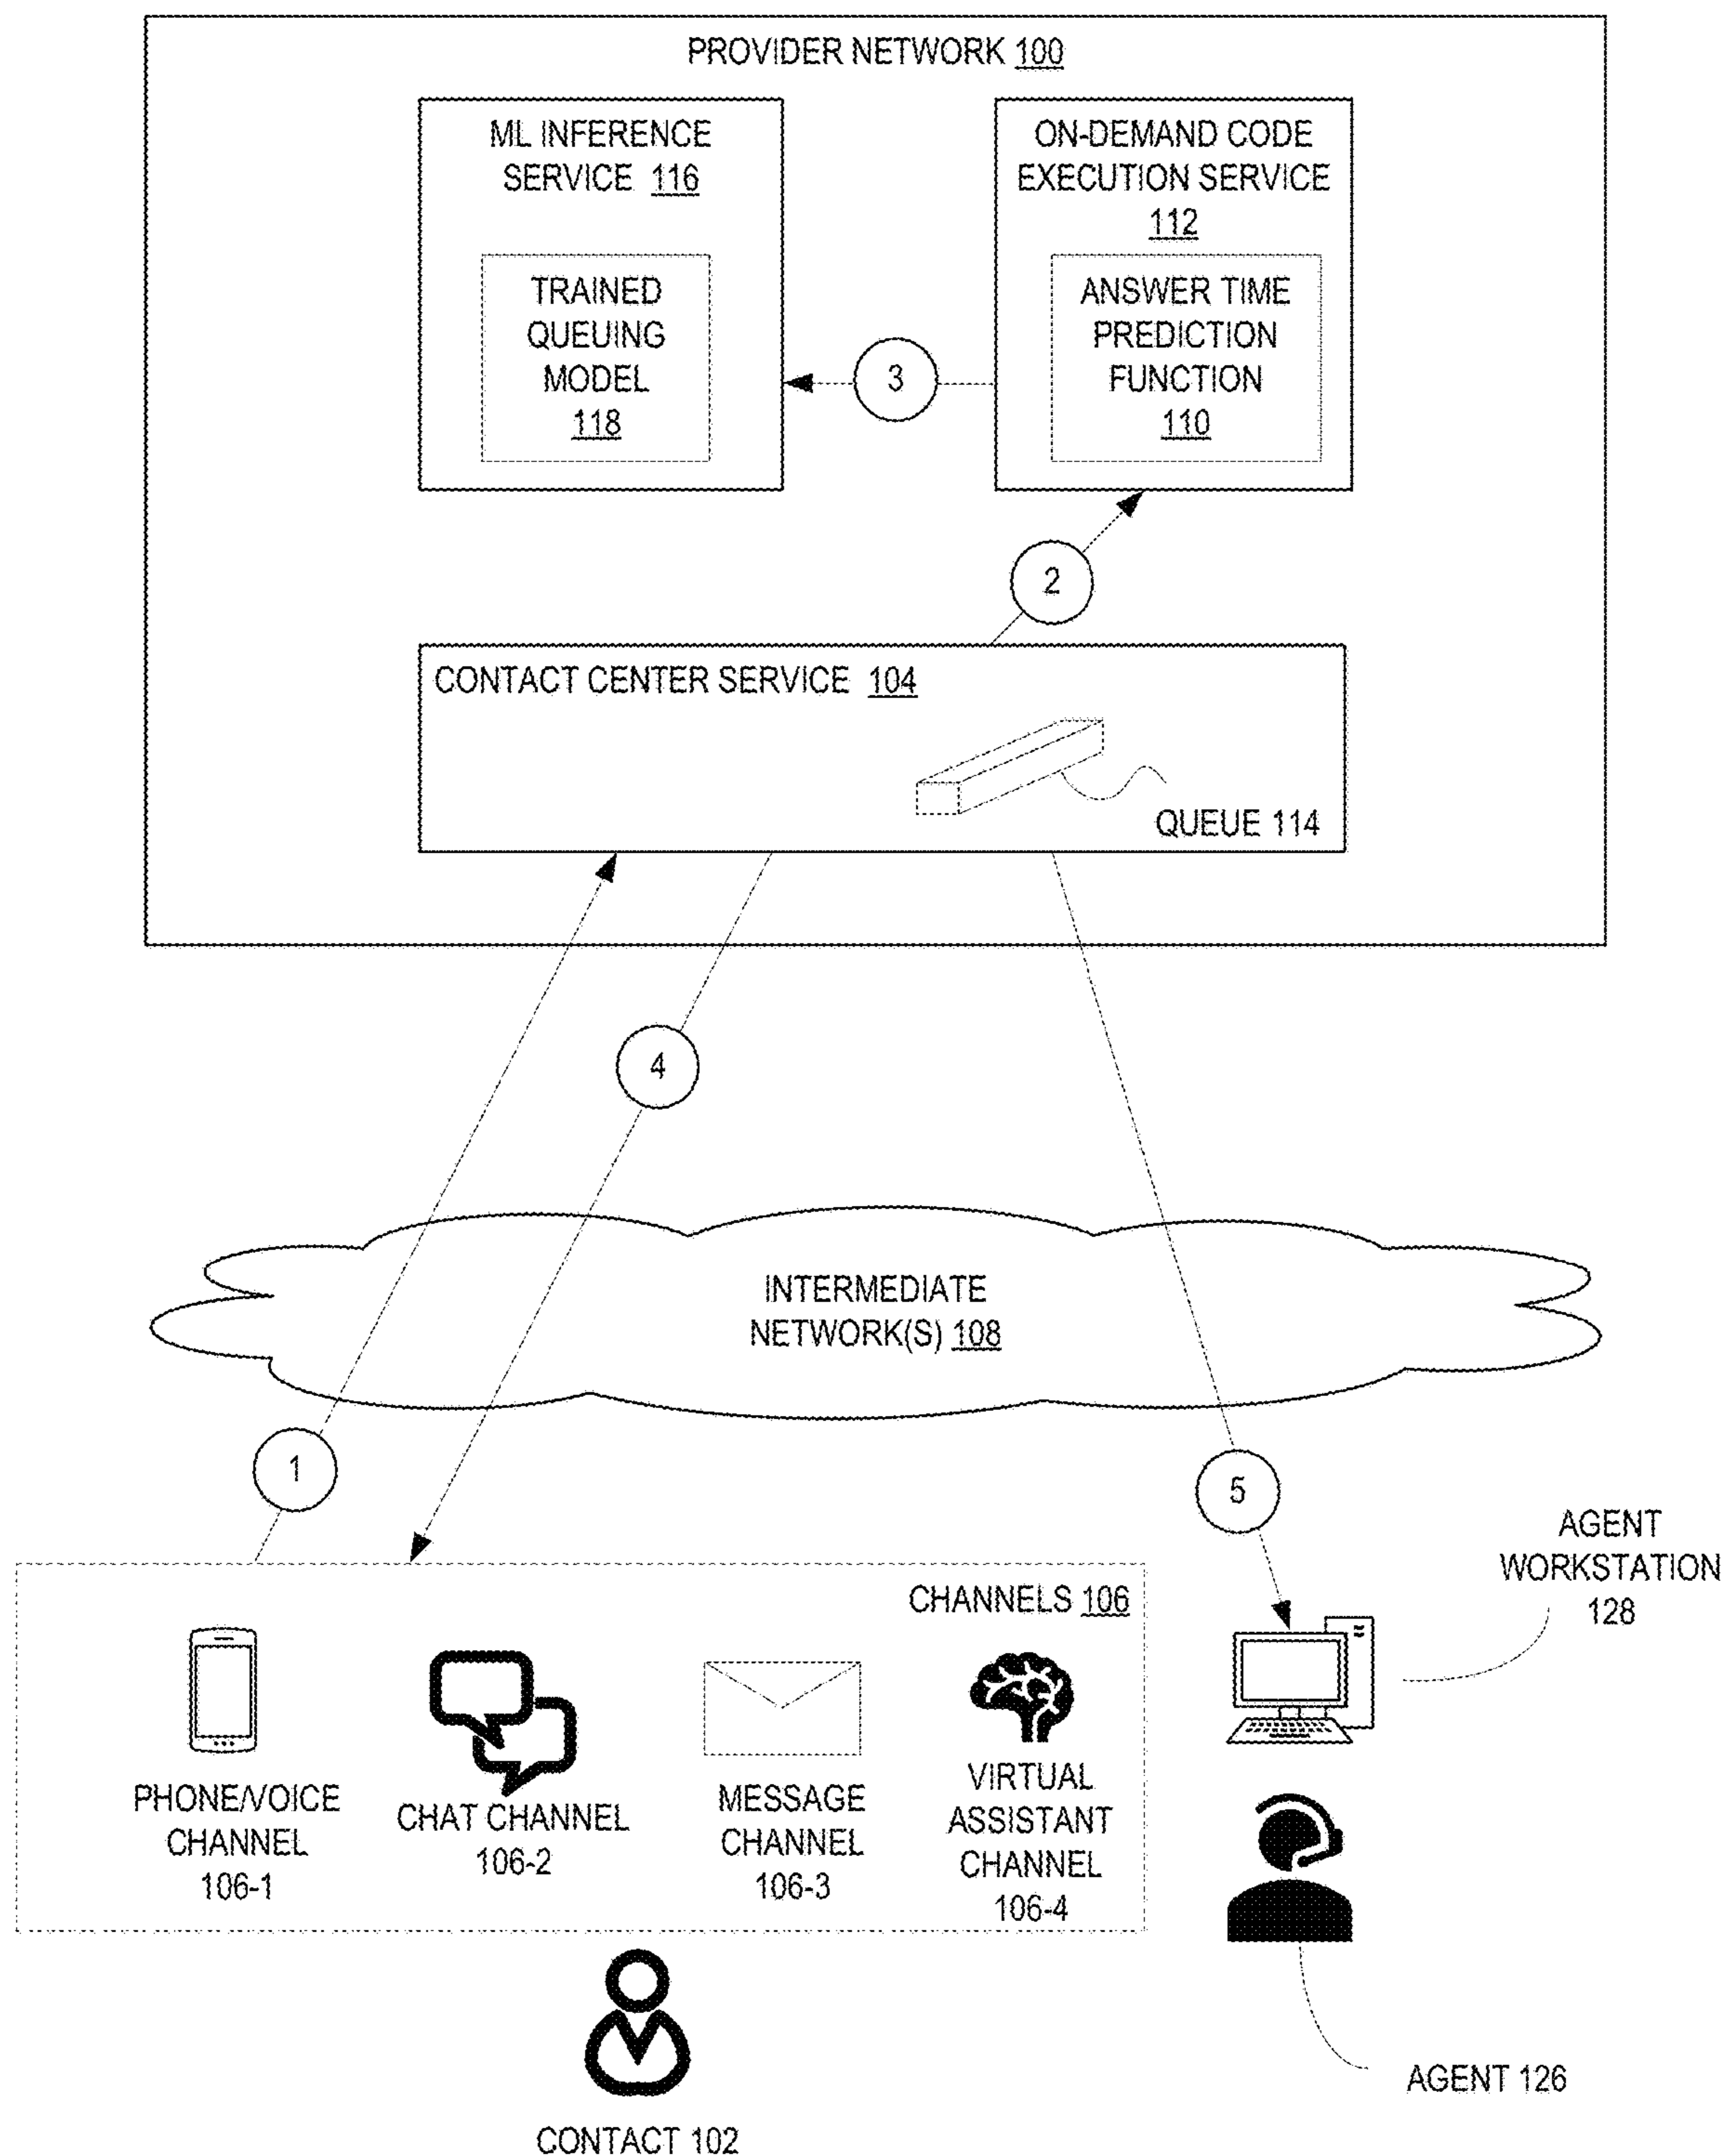 PROVIDER NETWORK 100
ML INFERENCE
SERVICE 116
TRAINED
QUEUING
MODEL
118
3
ON-DEMAND CODE
EXECUTION SERVICE
112
ANSWER TIME
PREDICTION
FUNCTION
110
2
CONTACT CENTER SERVICE 104
QUEUE 114
4
INTERMEDIATE
NETWORK(S) 108
1
5
AGENT
WORKSTATION
128
CHANNELS 106
PHONE/VOICE
CHANNEL
106-1
CHAT CHANNEL
106-2
MESSAGE
CHANNEL
106-3
VIRTUAL
ASSISTANT
CHANNEL
106-4
AGENT 126
CONTACT 102